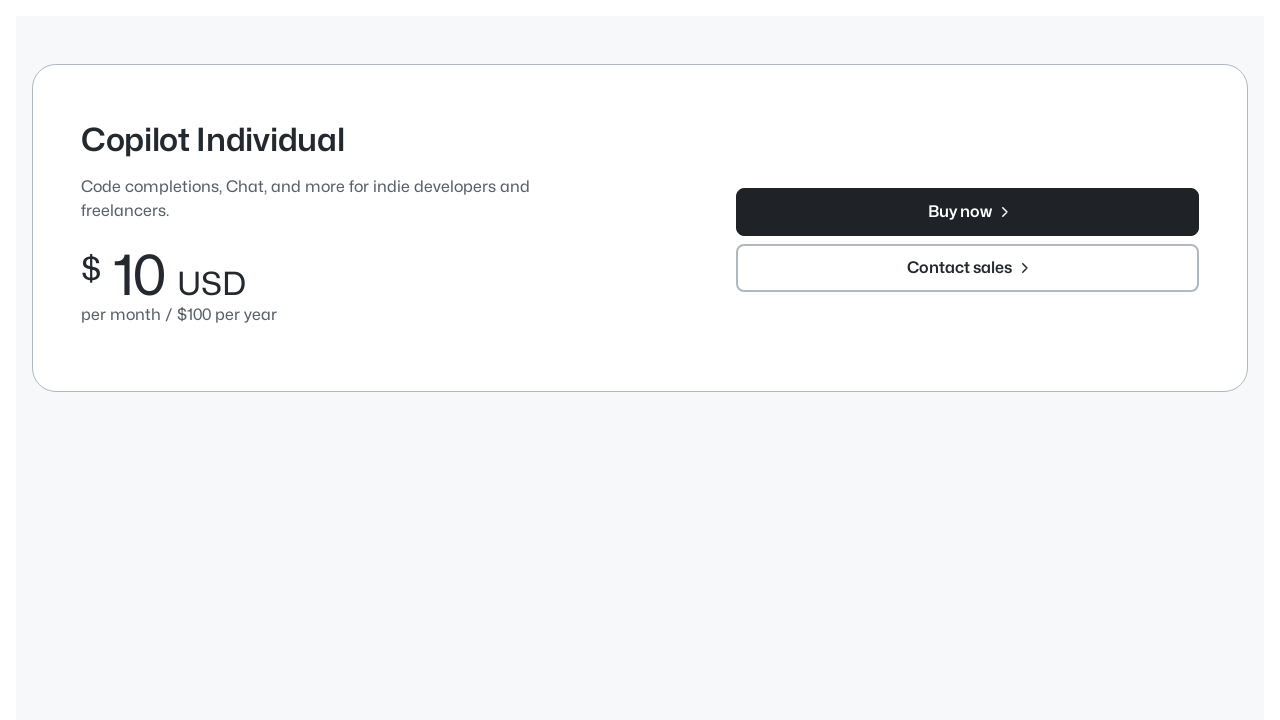 Copilot Individual
Code completions, Chat, and more for indie developers and
freelancers.
$ 10 USD
per month / $100 per year
Buy now
Contact sales